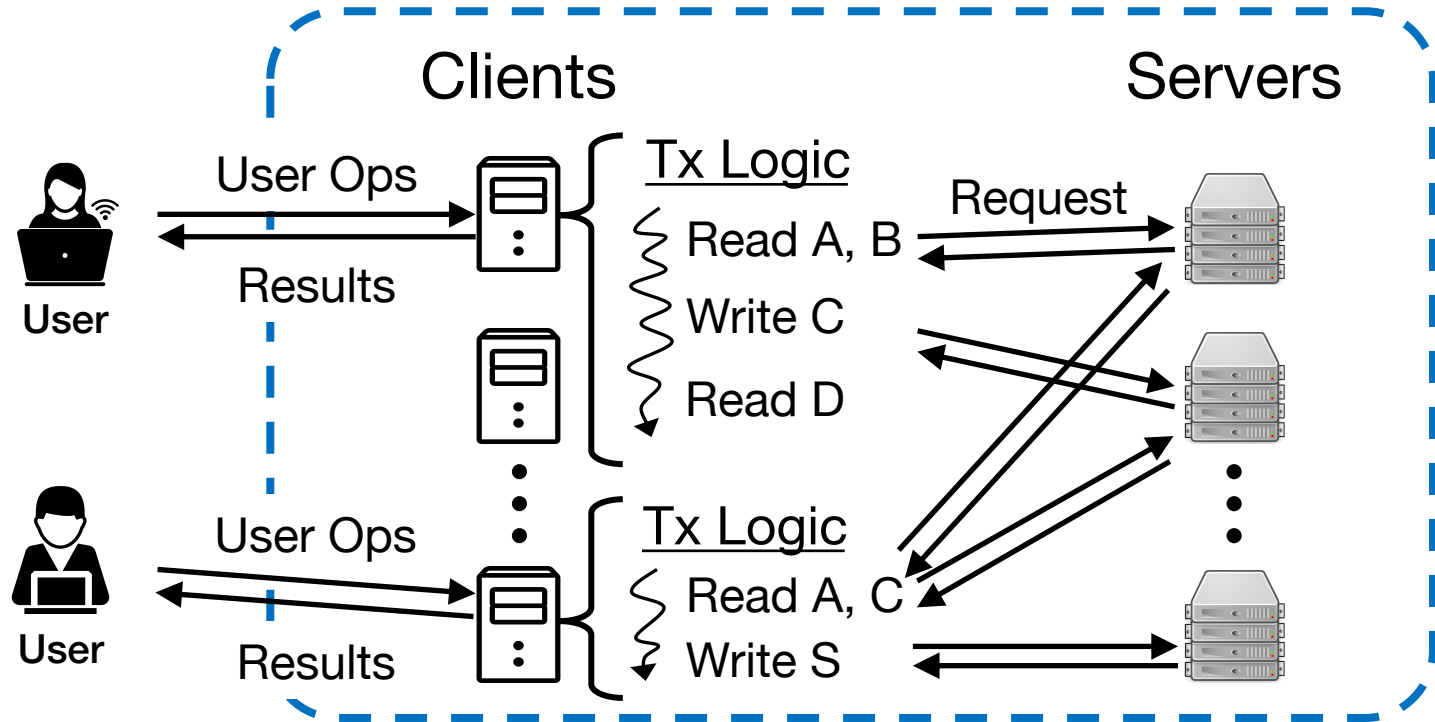 Clients
Servers
User Ops
Results
User
Tx Logic
Read A, B
Write C
Read D
Request
User Ops
Results
User
Tx Logic
Read A, C
Write S